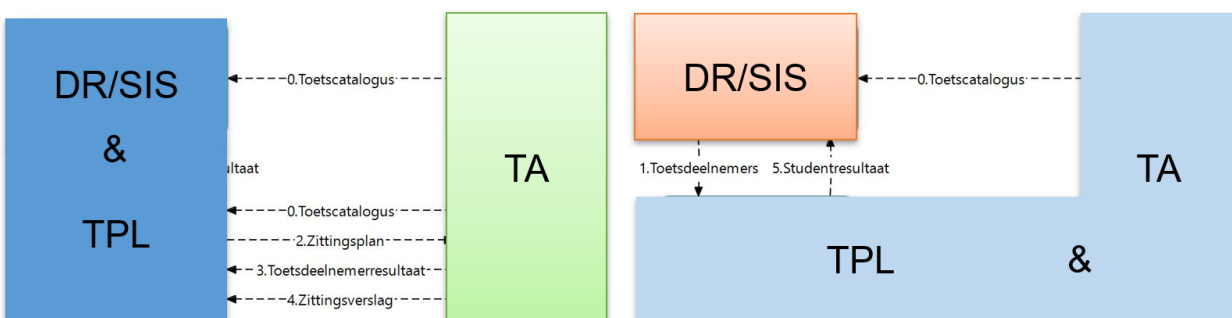 DR/SIS
&
TPL
0.Toetscatalogus
ultaat
0.Toetscatalogus
2.Zittingsplan
3.Toetsdeelnemerresultaat
4.Zittingsverslag
TA
DR/SIS
0.Toetscatalogus
1.Toetsdeelnemers
5.Studentresultaat
TA
TPL
&